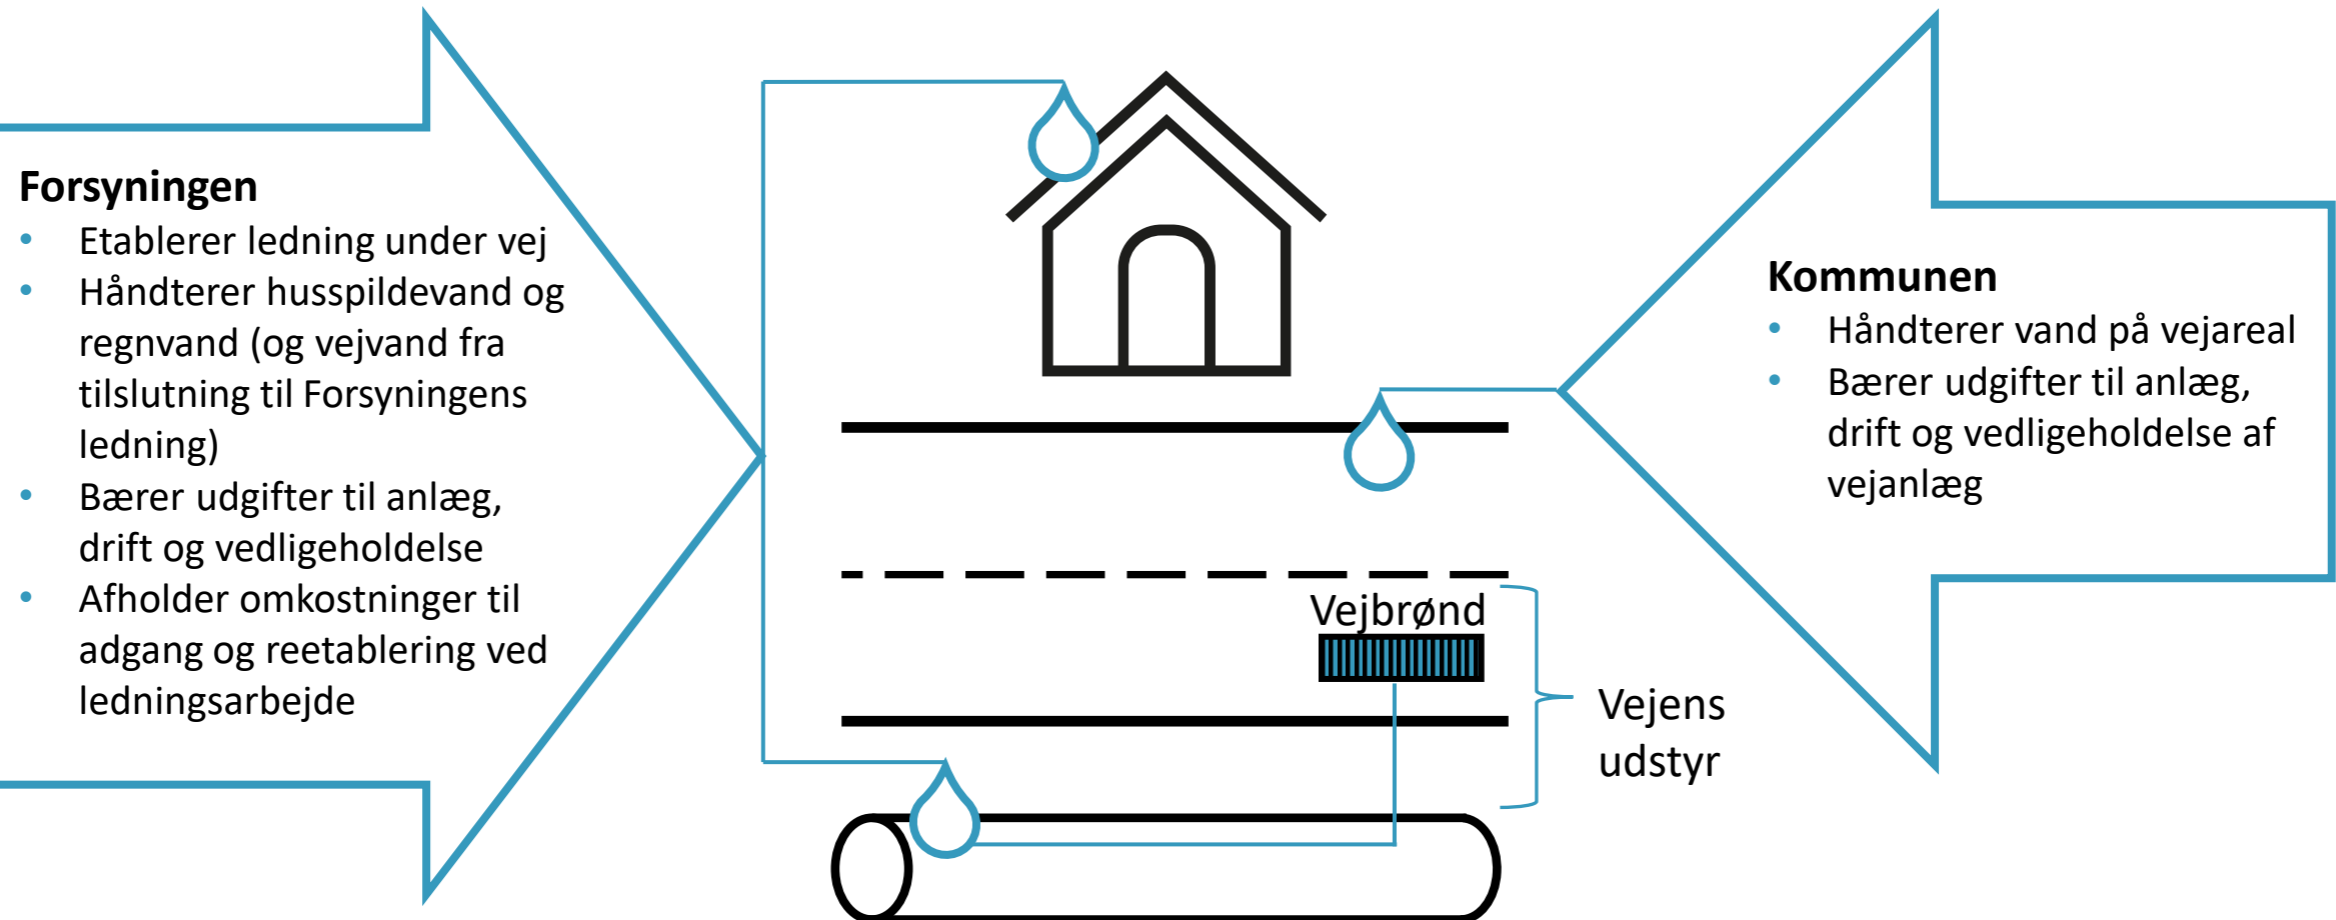 Forsyningen
• Etablerer ledning under vej
• Håndterer husspildevand og
regnvand (og vejvand fra
tilslutning til Forsyningens
ledning)
• Bærer udgifter til anlæg,
drift og vedligeholdelse
• Afholder omkostninger til
adgang og reetablering ved
ledningsarbejde
Vejbrønd
Vejens
udstyr
Kommunen
• Håndterer vand på vejareal
• Bærer udgifter til anlæg,
drift og vedligeholdelse af
vejanlæg